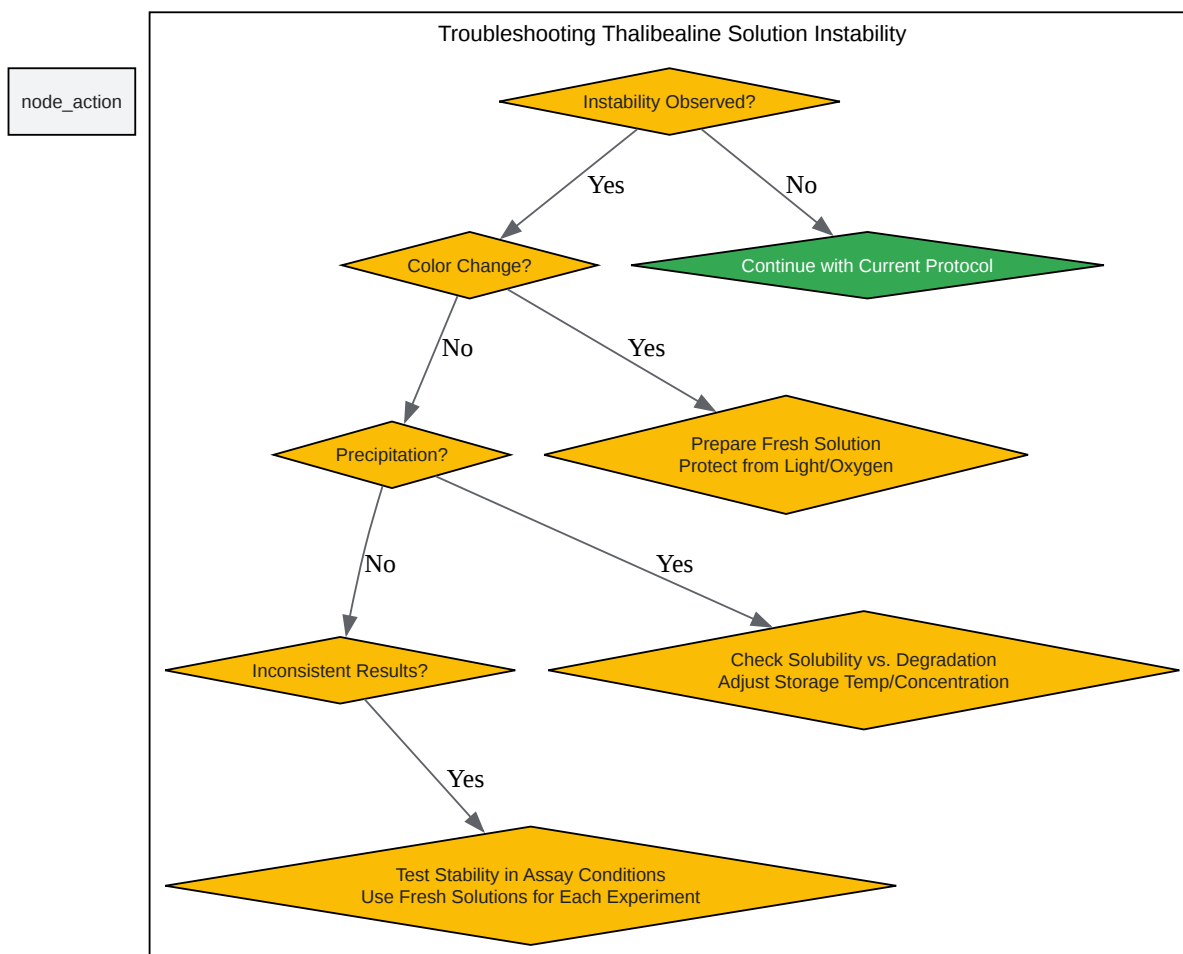 Troubleshooting Thalibealine Solution Instability
node_action
Instability Observed?
Yes
No
Color Change?
Continue with Current Protocol
No
Yes
Precipitation?
Prepare Fresh Solution
Protect from Light/Oxygen
No
Yes
Inconsistent Results?
Check Solubility vs. Degradation
Adjust Storage Temp/Concentration
Yes
Test Stability in Assay Conditions
Use Fresh Solutions for Each Experiment